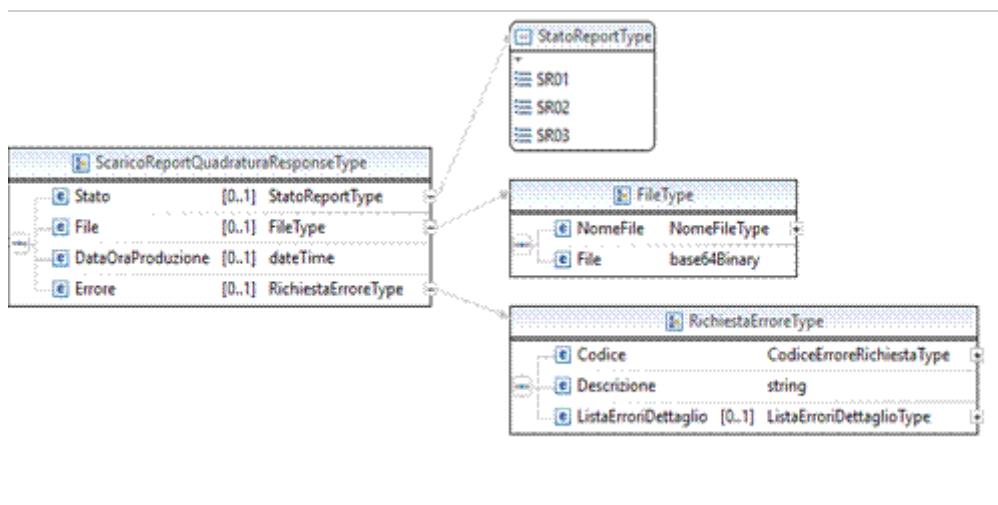 StatoReportType
SR01
SR02
SR03
ScaricoReportQuadraturaResponseType
Stato [0..1] StatoReportType
File [0..1] FileType
DataOraProduzione [0..1] dateTime
Errore [0..1] RichiestaErroreType
FileType
NomeFile NomeFileType
File base64Binary
RichiestaErroreType
Codice CodiceErroreRichiestaType
Descrizione string
ListaErroriDettaglio [0..1] ListaErroriDettaglioType